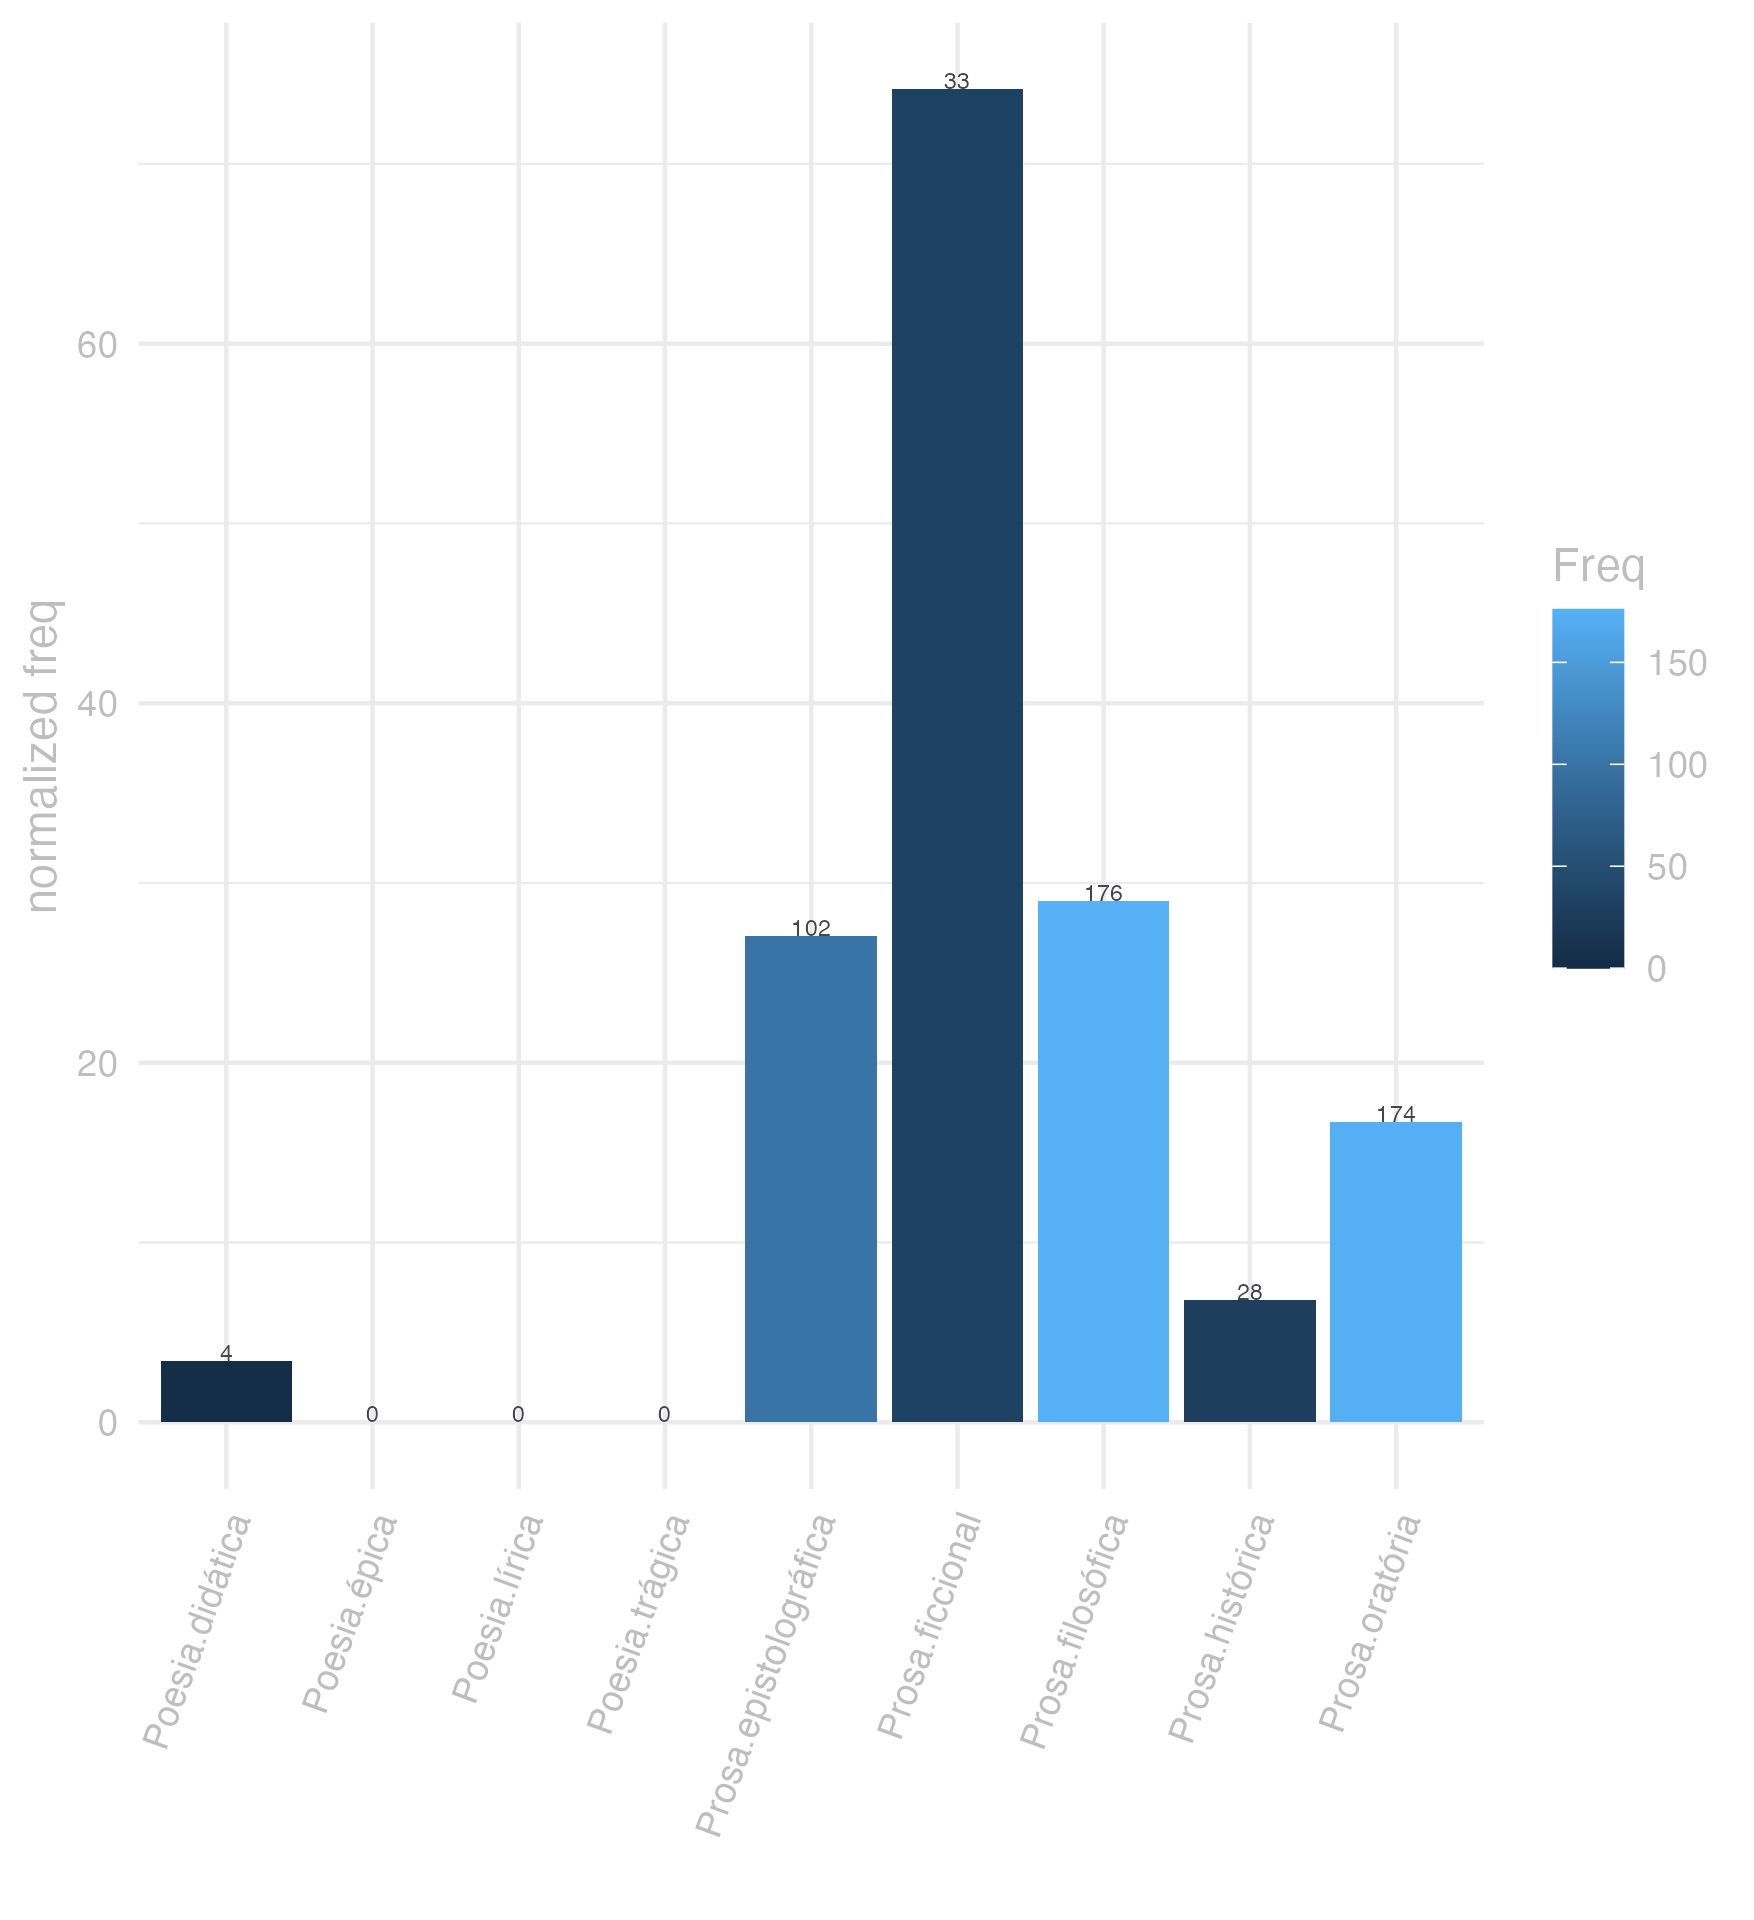 normalized freq
60
40
20
0
4
0
0
0
102
33
176
28
174
Poesia.didática
Poesia.épica
Poesia.lírica
Poesia.trágica
Prosa.epistolográfica
Prosa.ficcional
Prosa.filosófica
Prosa.histórica
Prosa.oratória
Freq
150
100
50
0